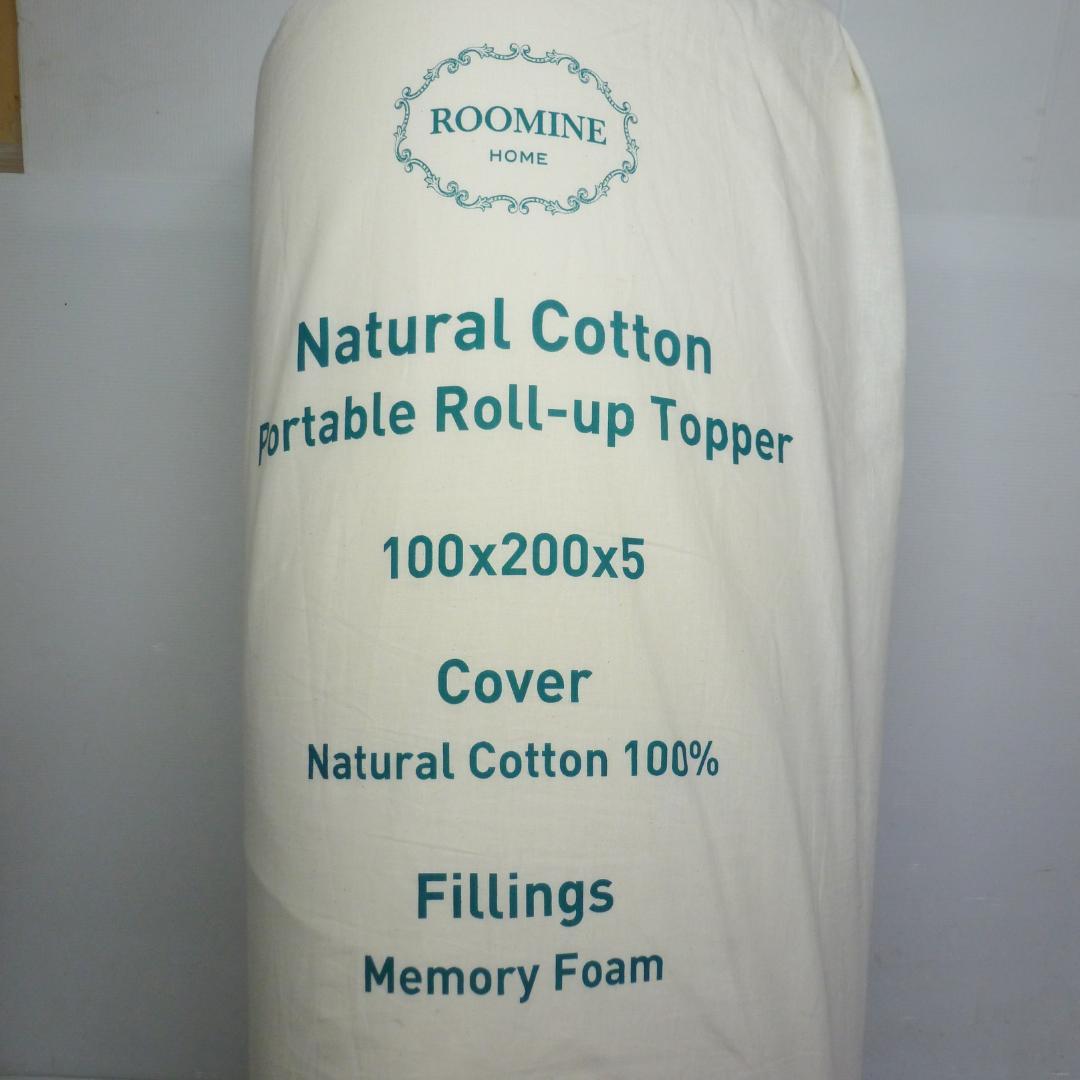 ROOMINE
HOME
Natural Cotton
Portable Roll-up Topper
100x200x5
Cover
Natural Cotton 100%
Fillings
Memory Foam